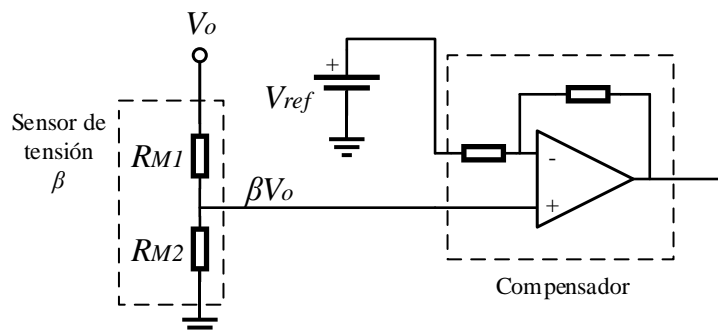 Vo
+
Vref
Sensor de
tensión
β
RM1
βVo
RM2
-
+
Compensador